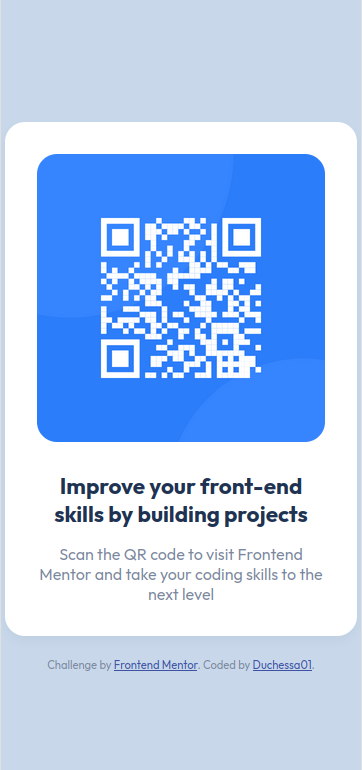 Improve your front-end
skills by building projects
Scan the QR code to visit Frontend
Mentor and take your coding skills to the
next level
Challenge by Frontend Mentor. Coded by Duchessa01.